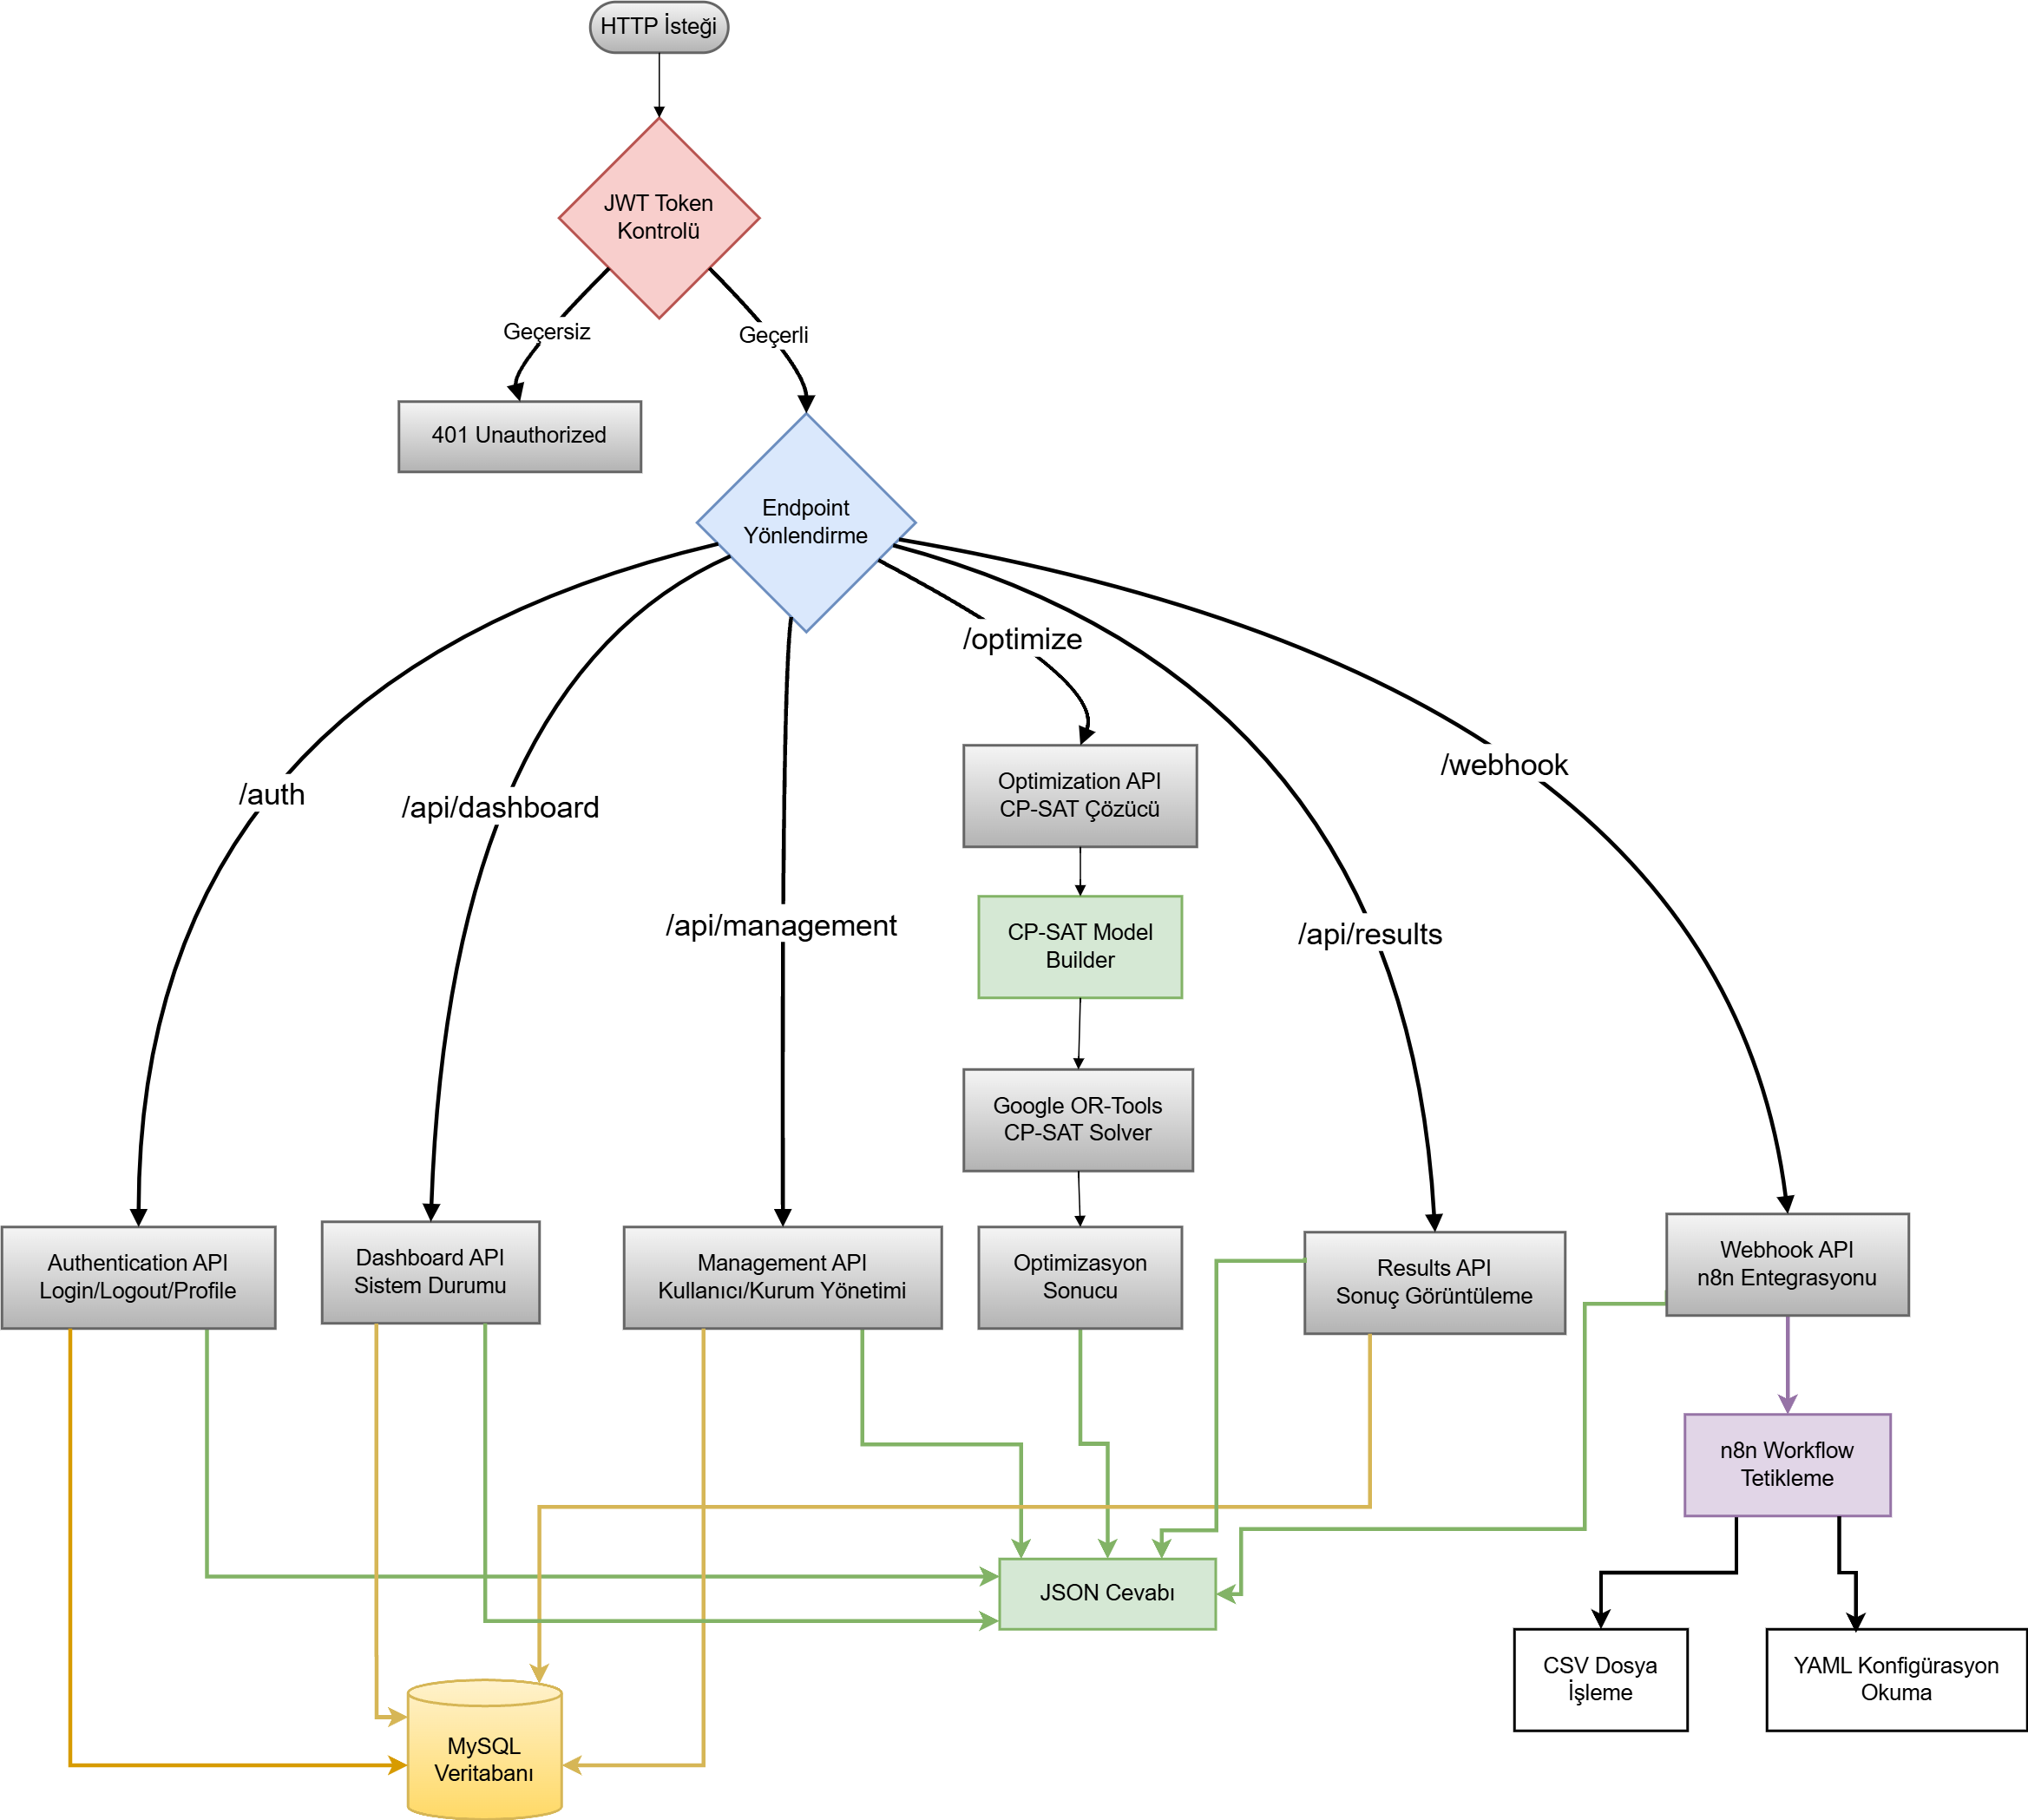 HTTP İsteği
JWT Token
Kontrolü
Geçersiz
Geçerli
401 Unauthorized
Endpoint
Yönlendirme
/optimize
/auth
/api/dashboard
/api/management
/api/results
/webhook
Optimization API
CP-SAT Çözücü
CP-SAT Model
Builder
Google OR-Tools
CP-SAT Solver
Authentication API
Login/Logout/Profile
Dashboard API
Sistem Durumu
Management API
Kullanıcı/Kurum Yönetimi
Optimizasyon
Sonucu
Results API
Sonuç Görüntüleme
Webhook API
n8n Entegrasyonu
n8n Workflow
Tetikleme
JSON Cevabı
CSV Dosya
İşleme
YAML Konfigürasyon
Okuma
MySQL
Veritabanı